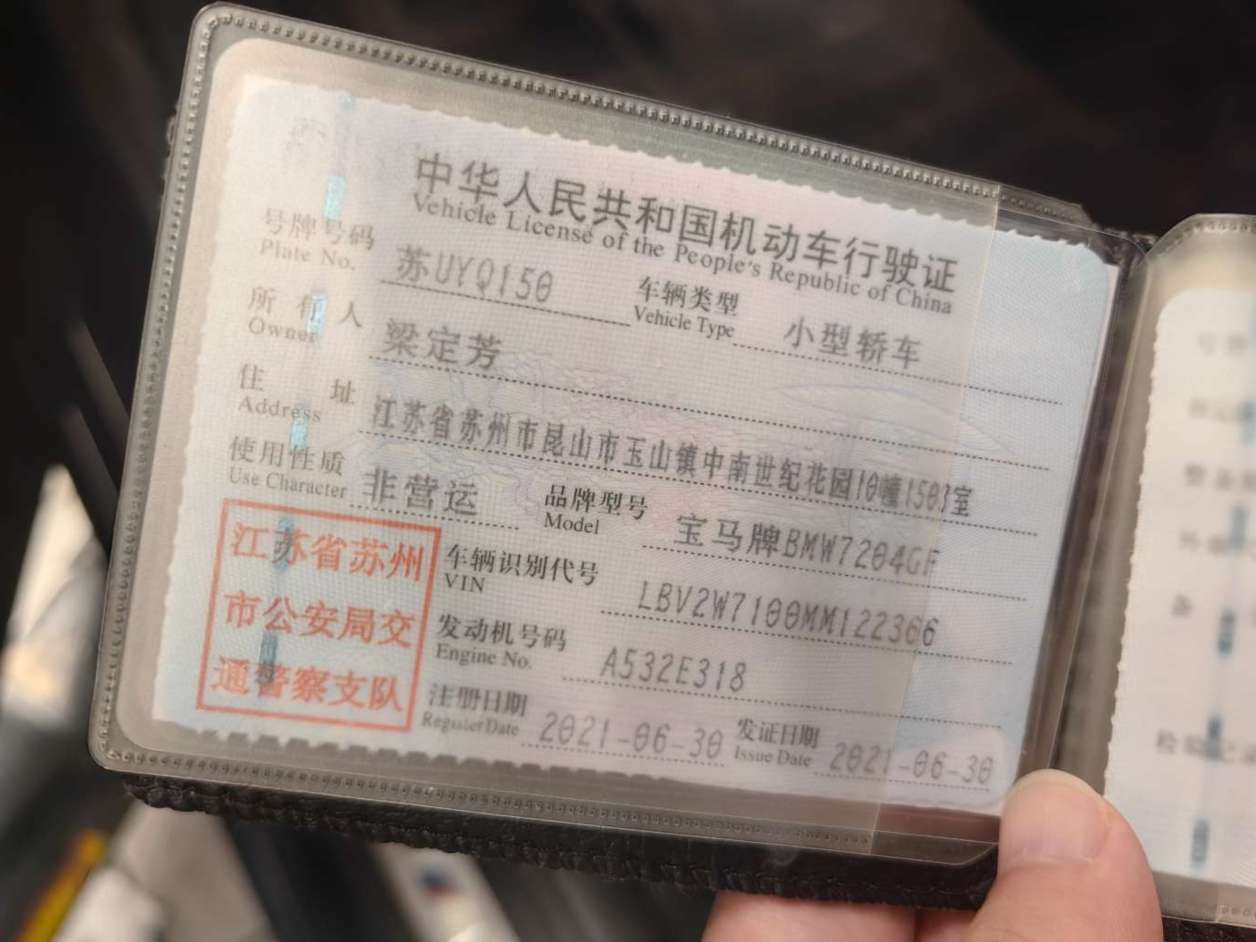 中华人民共和国机动车行驶证
Vehicle License of the People's Republic of China
号牌号码 苏UYQ150 车辆类型 小型轿车
Plate No. Vehicle Type
所有人 梁定芳
Owner
住址 江苏省苏州市昆山市玉山镇中南世纪花园10幢1503室
Address
使用性质 非营运 品牌型号 宝马牌BMW7204GF
Use Character Model
江苏省苏州
市公安局交
通警察支队
车辆识别代号 LBV2W7100MM122366
VIN
发动机号码 A532E318
Engine No.
注册日期 2021-06-30 发证日期 2021-06-30
Register Date Issue Date